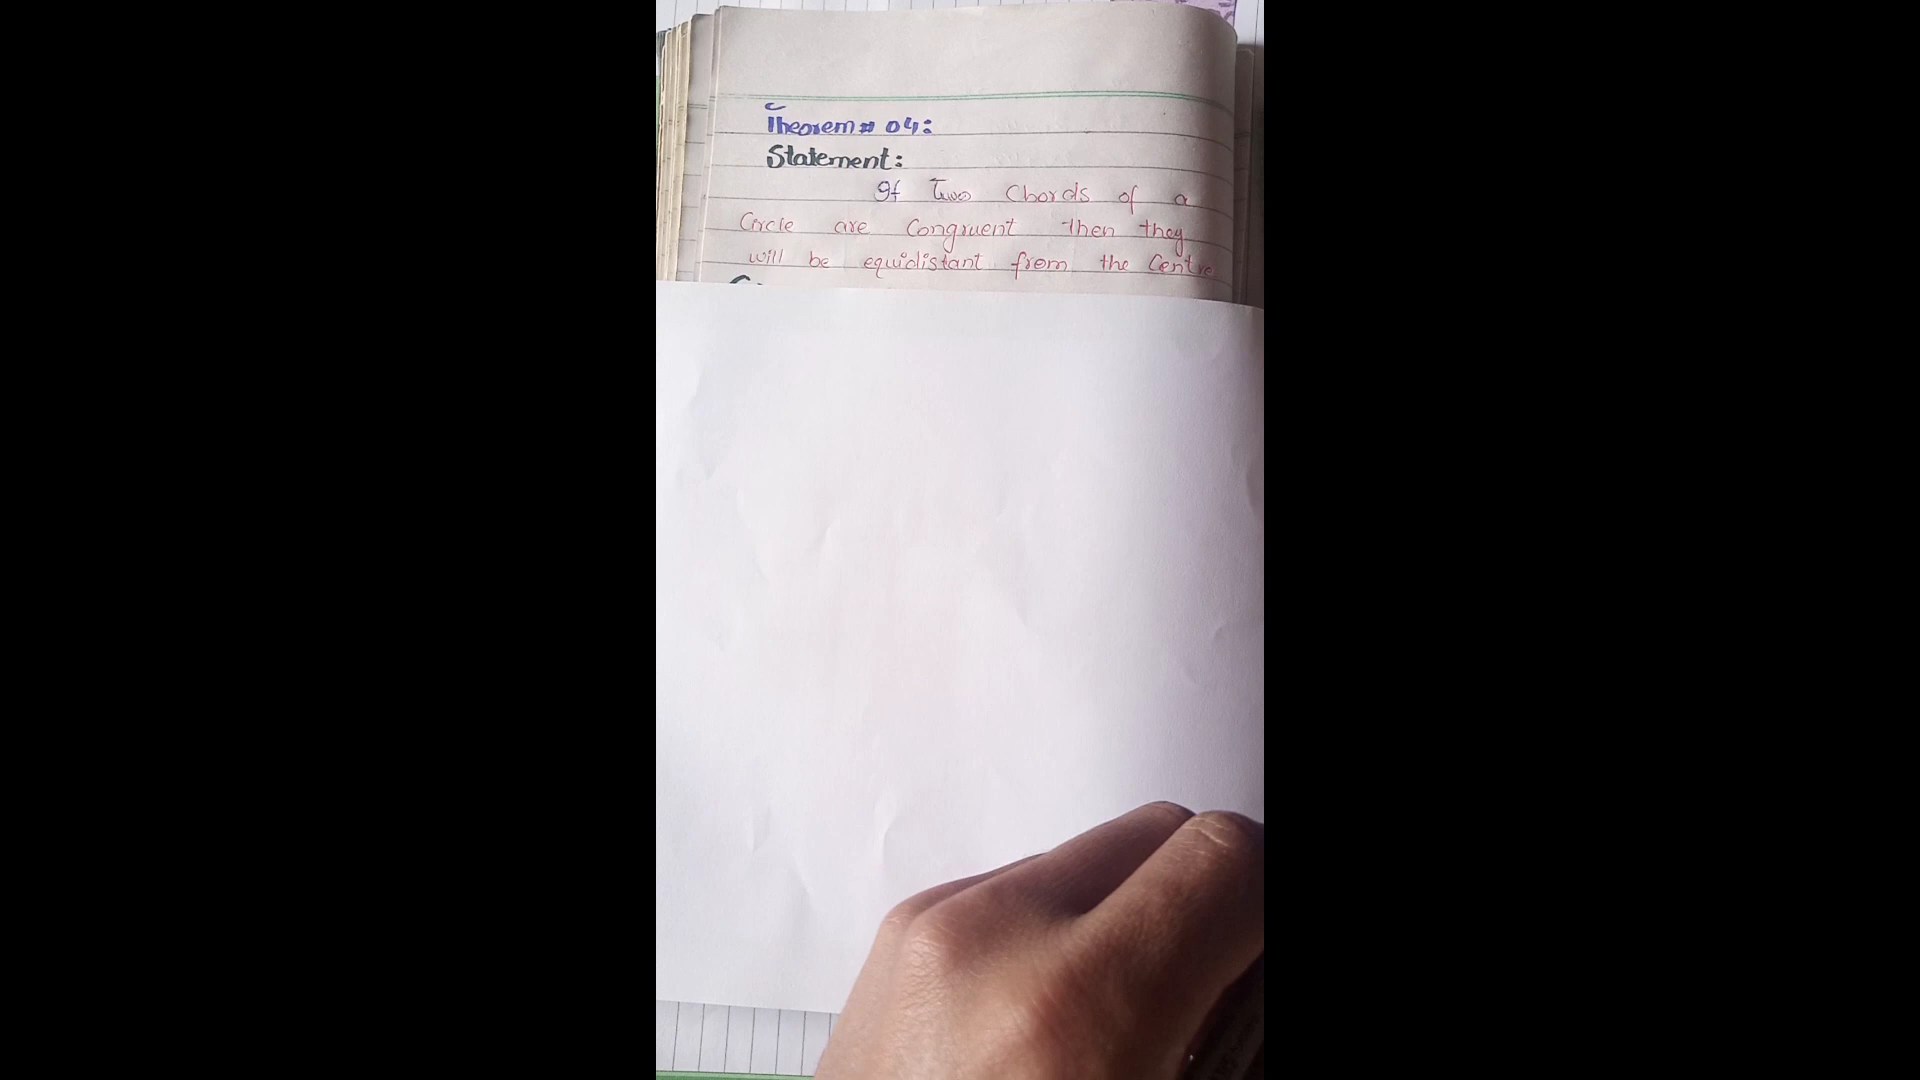 Theorem # 04:
Statement:
If Two Chords of a
Circle are Congruent then they
will be equidistant from the Centre